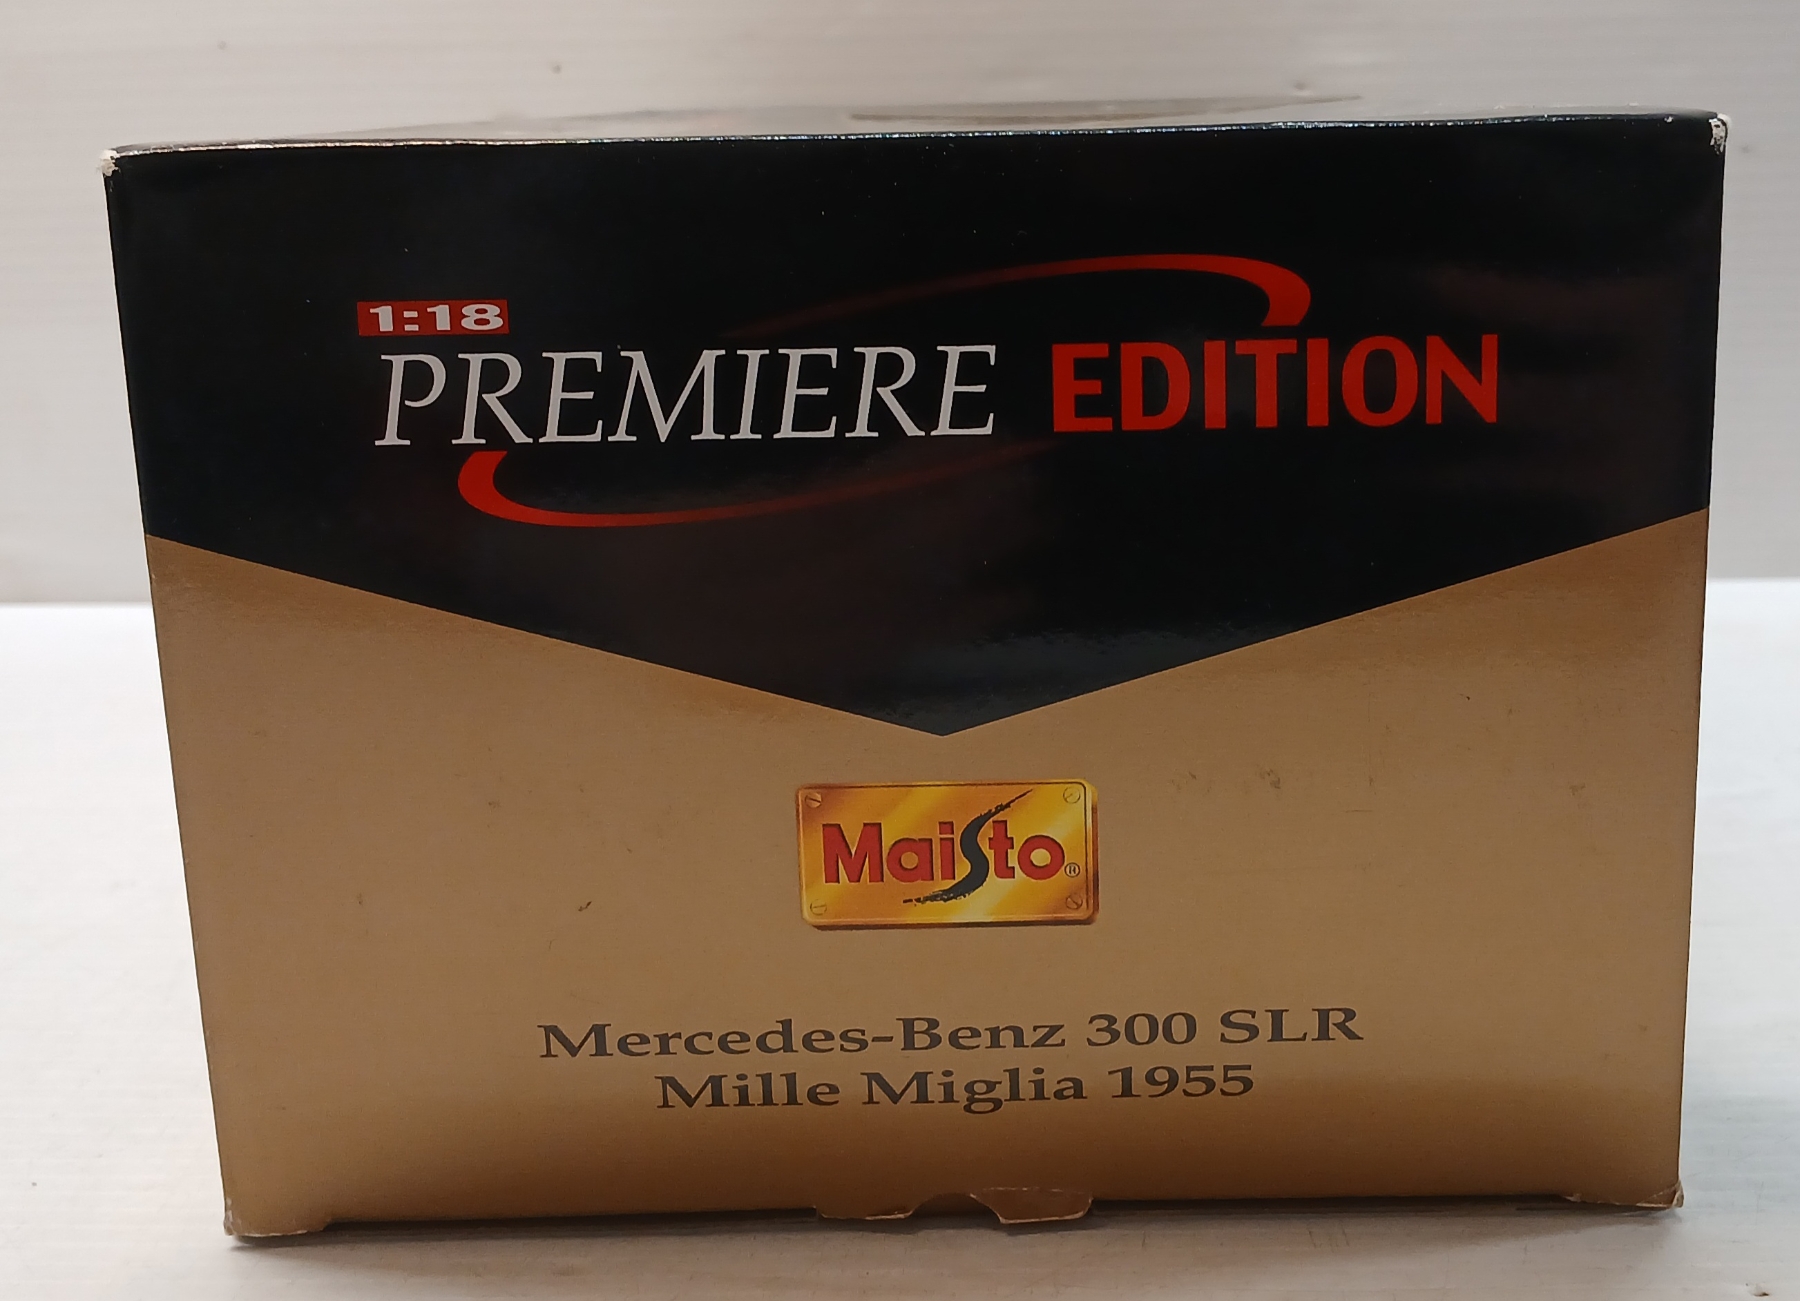 1:18
PREMIERE EDITION
Maisto®
Mercedes-Benz 300 SLR
Mille Miglia 1955